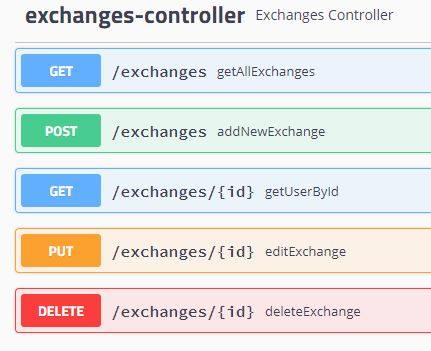 exchanges-controller Exchanges Controller
GET /exchanges getAllExchanges
POST /exchanges addNewExchange
GET /exchanges/{id} getUserById
PUT /exchanges/{id} editExchange
DELETE /exchanges/{id} deleteExchange